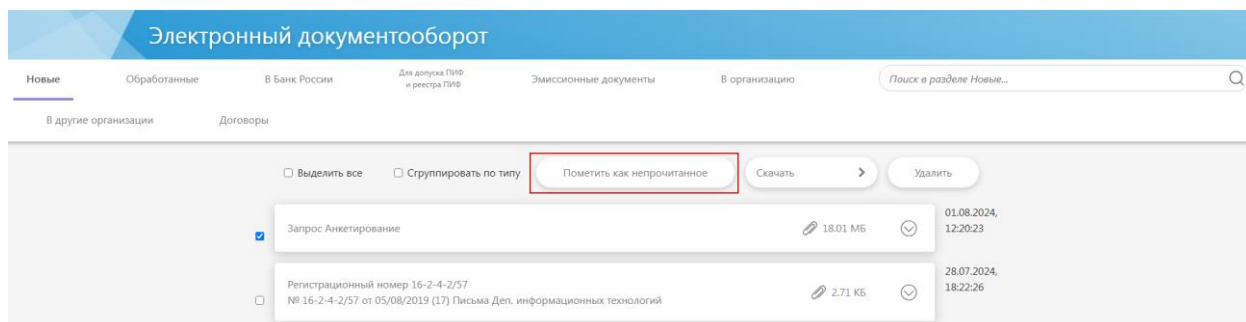 Электронный документооборот
Новые
Обработанные
В Банк России
Для допуска ПИФ
и реестра ПИФ
Эмиссионные документы
В организацию
Поиск в разделе Новые...
В другие организации
Договоры
Выделить все
Сгруппировать по типу
Пометить как непрочитанное
Скачать
Удалить
Запрос Анкетирование
18.01 МБ
01.08.2024,
12:20:23
Регистрационный номер 16-2-4-2/57
№ 16-2-4-2/57 от 05/08/2019 (17) Письма Деп. информационных технологий
2.71 КБ
28.07.2024,
18:22:26